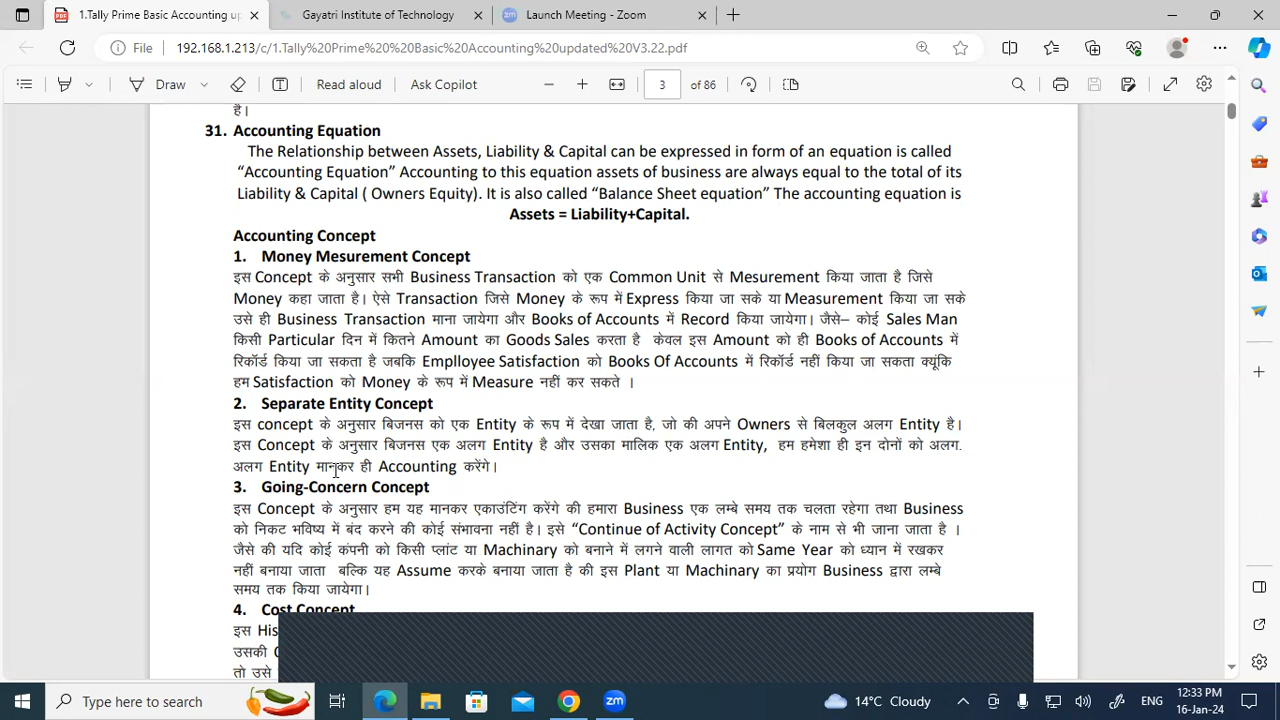 1.Tally Prime Basic Accounting up
Gayatri Institute of Technology
Launch Meeting - Zoom
File
192.168.1.213/c/1.Tally%20Prime%20%20Basic%20Accounting%20updated%20V3.22.pdf
Draw
Read aloud
Ask Copilot
3
of 86
है।
31. Accounting Equation
The Relationship between Assets, Liability & Capital can be expressed in form of an equation is called
“Accounting Equation” Accounting to this equation assets of business are always equal to the total of its
Liability & Capital ( Owners Equity). It is also called “Balance Sheet equation” The accounting equation is
Assets = Liability+Capital.
Accounting Concept
1. Money Mesurement Concept
इस Concept के अनुसार सभी Business Transaction को एक Common Unit से Mesurement किया जाता है जिसे
Money कहा जाता है। ऐसे Transaction जिसे Money के रूप में Express किया जा सके या Measurement किया जा सके
उसे ही Business Transaction माना जायेगा और Books of Accounts में Record किया जायेगा। जैसे– कोई Sales Man
किसी Particular दिन में कितने Amount का Goods Sales करता है केवल इस Amount को ही Books of Accounts में
रिकॉर्ड किया जा सकता है जबकि Emplloyee Satisfaction को Books Of Accounts में रिकॉर्ड नहीं किया जा सकता क्यूंकि
हम Satisfaction को Money के रूप में Measure नहीं कर सकते ।
2. Separate Entity Concept
इस concept के अनुसार बिजनस को एक Entity के रूप में देखा जाता है, जो की अपने Owners से बिलकुल अलग Entity है।
इस Concept के अनुसार बिजनस एक अलग Entity है और उसका मालिक एक अलग Entity, हम हमेशा ही इन दोनों को अलग.
अलग Entity मानकर ही Accounting करेंगे।
3. Going-Concern Concept
इस Concept के अनुसार हम यह मानकर एकाउंटिंग करेंगे की हमारा Business एक लम्बे समय तक चलता रहेगा तथा Business
को निकट भविष्य में बंद करने की कोई संभावना नहीं है। इसे “Continue of Activity Concept” के नाम से भी जाना जाता है ।
जैसे की यदि कोई कंपनी को किसी प्लांट या Machinary को बनाने में लगने वाली लागत को Same Year को ध्यान में रखकर
नहीं बनाया जाता बल्कि यह Assume करके बनाया जाता है की इस Plant या Machinary का प्रयोग Business द्वारा लम्बे
समय तक किया जायेगा।
4. Cost Concept
इस His
उसकी
तो उसे
Type here to search
14°C Cloudy
ENG
12:33 PM
16-Jan-24